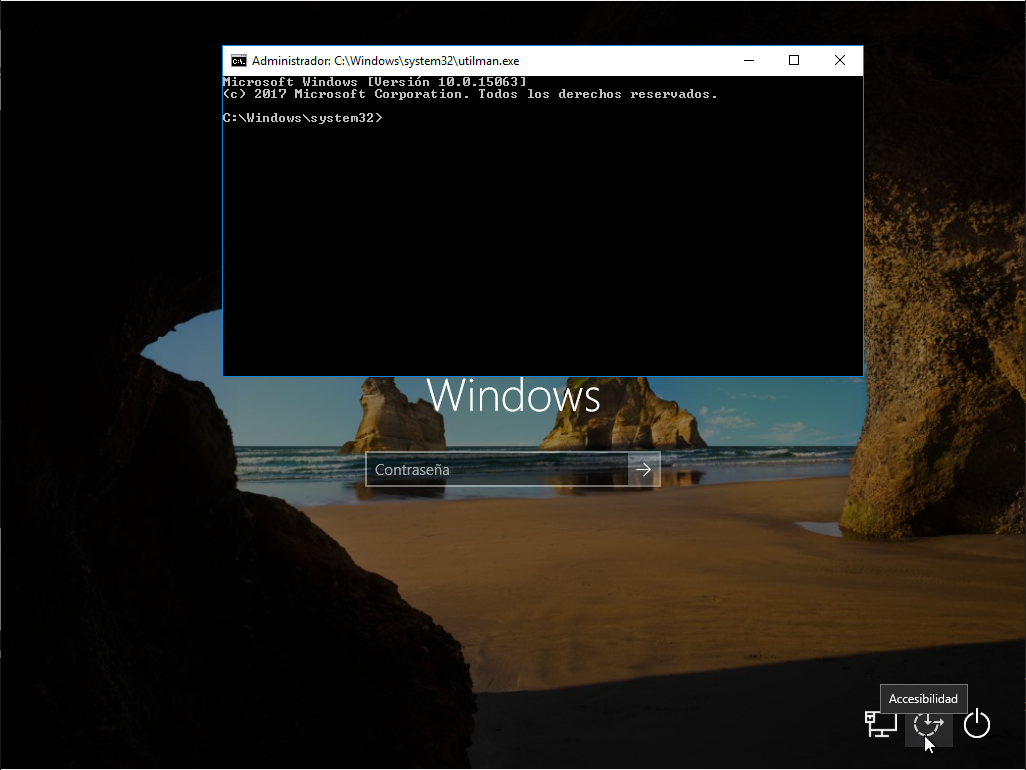 Administrador: C:\Windows\system32\utilman.exe
Microsoft Windows [Versión 10.0.15063]
(c) 2017 Microsoft Corporation. Todos los derechos reservados.
C:\Windows\system32>
Windows
Contraseña
Accesibilidad